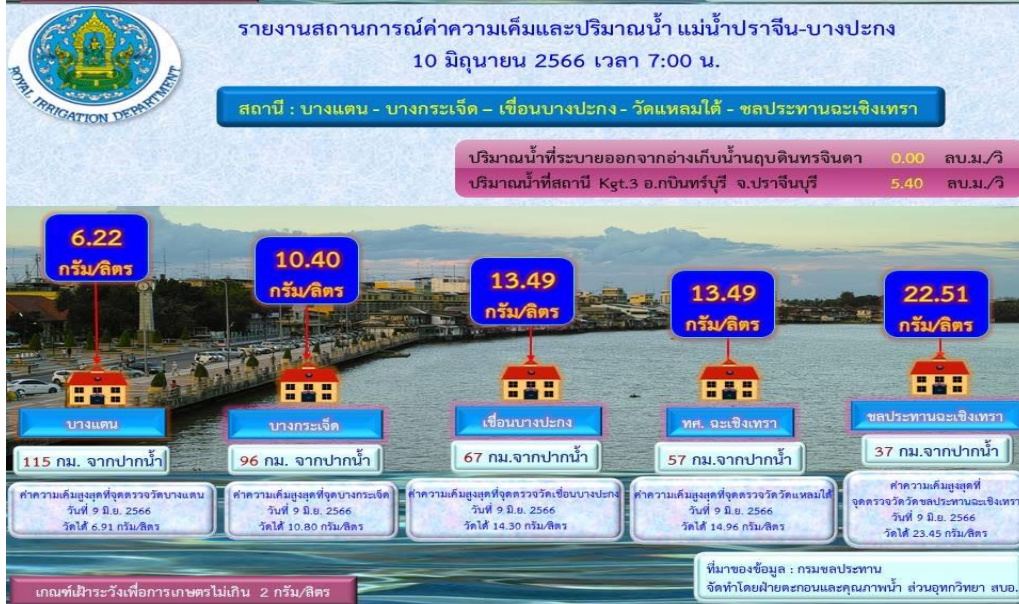 รายงานสถานการณ์ค่าความเค็มและปริมาณน้ำ แม่น้ำปราจีน-บางปะกง
10 มิถุนายน 2566 เวลา 7:00 น.
ROYAL IRRIGATION DEPARTMENT
สถานี : บางแตน - บางกระเจ็ด – เขื่อนบางปะกง - วัดแหลมใต้ - ชลประทานฉะเชิงเทรา
ปริมาณน้ำที่ระบายออกจากอ่างเก็บน้ำนฤบดินทรจินดา 0.00 ลบ.ม./วิ
ปริมาณน้ำที่สถานี Kgt.3 อ.กบินทร์บุรี จ.ปราจีนบุรี 5.40 ลบ.ม./วิ
6.22
กรัม/ลิตร
10.40
กรัม/ลิตร
13.49
กรัม/ลิตร
13.49
กรัม/ลิตร
22.51
กรัม/ลิตร
บางแตน
บางกระเจ็ด
เขื่อนบางปะกง
ทศ. ฉะเชิงเทรา
ชลประทานฉะเชิงเทรา
115 กม. จากปากน้ำ
96 กม. จากปากน้ำ
67 กม.จากปากน้ำ
57 กม.จากปากน้ำ
37 กม.จากปากน้ำ
ค่าความเค็มสูงสุดที่จุดตรวจวัดบางแตน
วันที่ 9 มิ.ย. 2566
วัดได้ 6.91 กรัม/ลิตร
ค่าความเค็มสูงสุดที่จุดบางกระเจ็ด
วันที่ 9 มิ.ย. 2566
วัดได้ 10.80 กรัม/ลิตร
ค่าความเค็มสูงสุดที่จุดตรวจวัดเขื่อนบางปะกง
วันที่ 9 มิ.ย. 2566
วัดได้ 14.30 กรัม/ลิตร
ค่าความเค็มสูงสุดที่จุดตรวจวัดวัดแหลมใต้
วันที่ 9 มิ.ย. 2566
วัดได้ 14.96 กรัม/ลิตร
ค่าความเค็มสูงสุดที่
จุดตรวจวัดวัดชลประทานฉะเชิงเทรา
วันที่ 9 มิ.ย. 2566
วัดได้ 23.45 กรัม/ลิตร
เกณฑ์เฝ้าระวังเพื่อการเกษตรไม่เกิน 2 กรัม/ลิตร
ที่มาของข้อมูล : กรมชลประทาน
จัดทำโดยฝ่ายตะกอนและคุณภาพน้ำ ส่วนอุทกวิทยา สบอ.